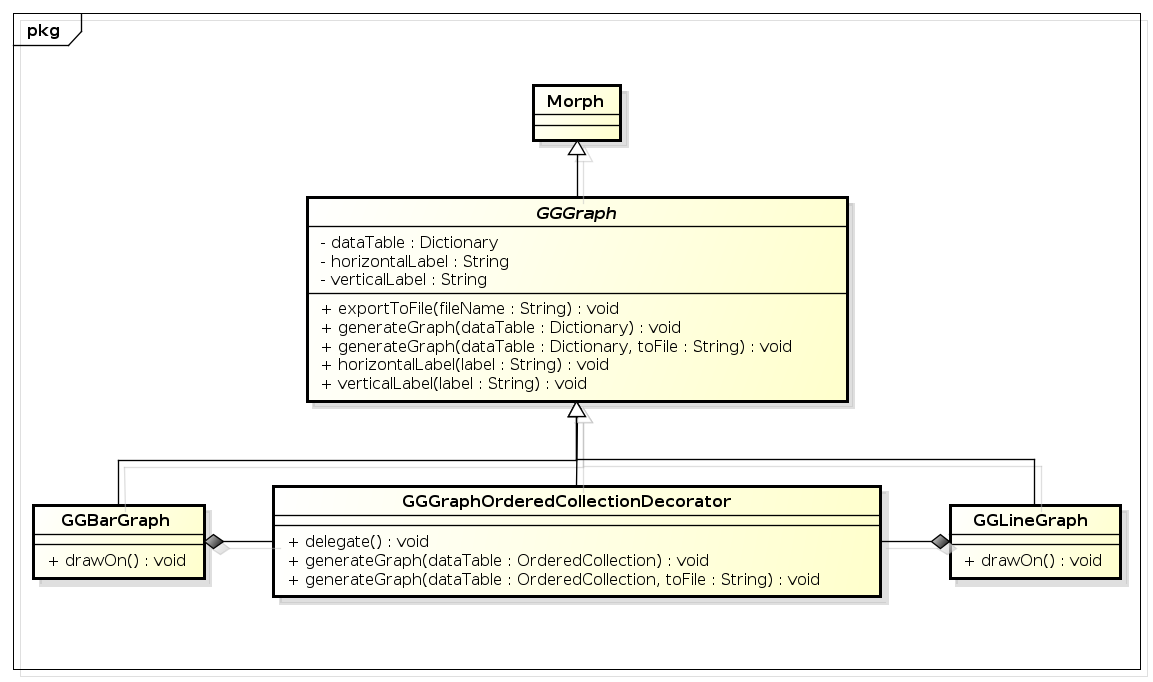 pkg
Morph
GGGraph
- dataTable : Dictionary
- horizontalLabel : String
- verticalLabel : String
+ exportToFile(fileName : String) : void
+ generateGraph(dataTable : Dictionary) : void
+ generateGraph(dataTable : Dictionary, toFile : String) : void
+ horizontalLabel(label : String) : void
+ verticalLabel(label : String) : void
GGBarGraph
+ drawOn() : void
GGGraphOrderedCollectionDecorator
+ delegate() : void
+ generateGraph(dataTable : OrderedCollection) : void
+ generateGraph(dataTable : OrderedCollection, toFile : String) : void
GGLineGraph
+ drawOn() : void